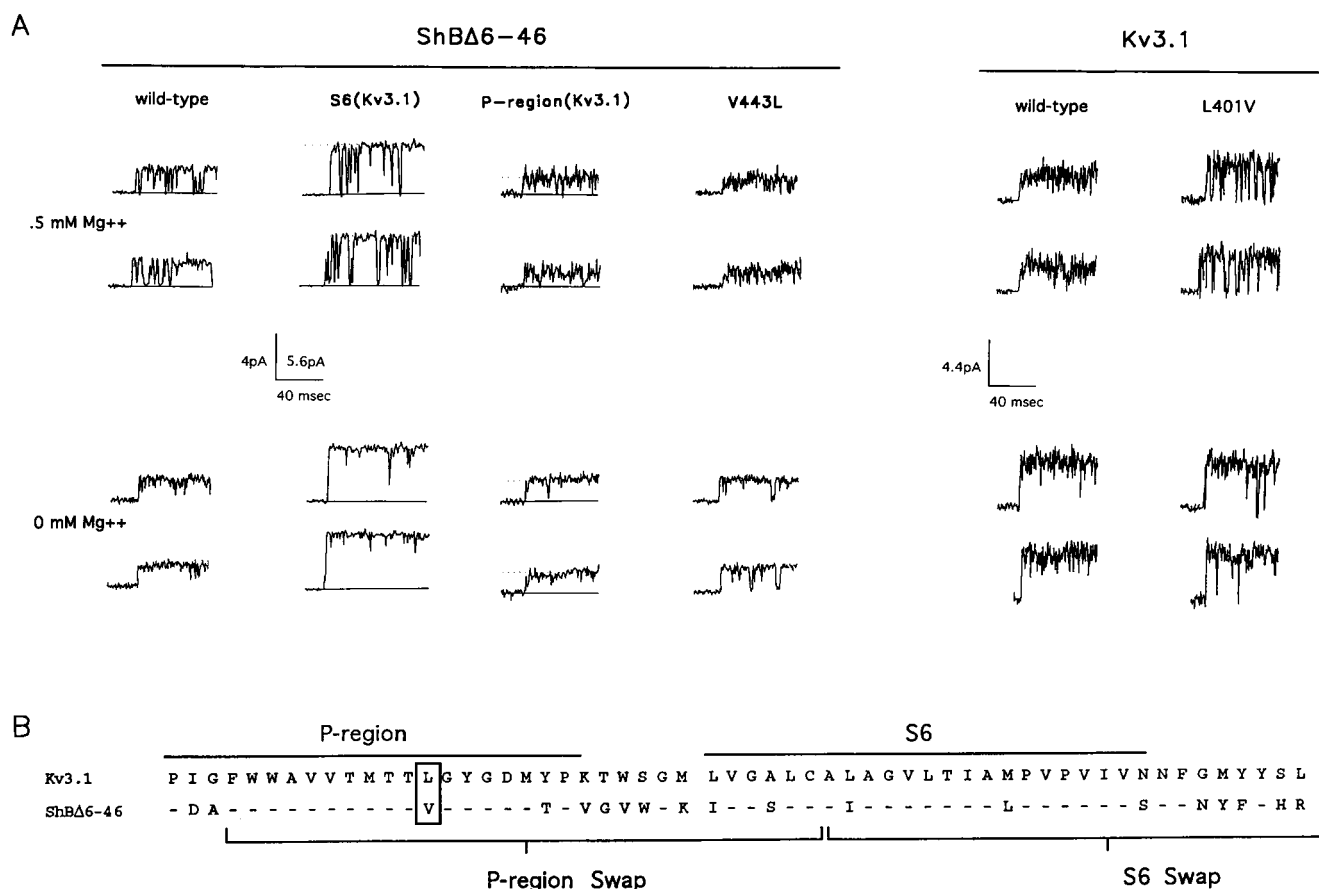 A
ShBΔ6-46
Kv3.1
wild-type
S6(Kv3.1)
P-region(Kv3.1)
V443L
wild-type
L401V
.5 mM Mg++
4pA
5.6pA
40 msec
4.4pA
40 msec
0 mM Mg++
B
P-region
S6
Kv3.1 P I G F W W A V V T M T T L G Y G D M Y P K T W S G M L V G A L C A L A G V L T I A M P V P V I V N N F G M Y Y S L
ShBΔ6-46 - D A - - - - - - - - - - V - - - - - - T - V G V W - K I - - S - - - I - - - - - - - L - - - - - - S - - N Y F - H R
P-region Swap
S6 Swap